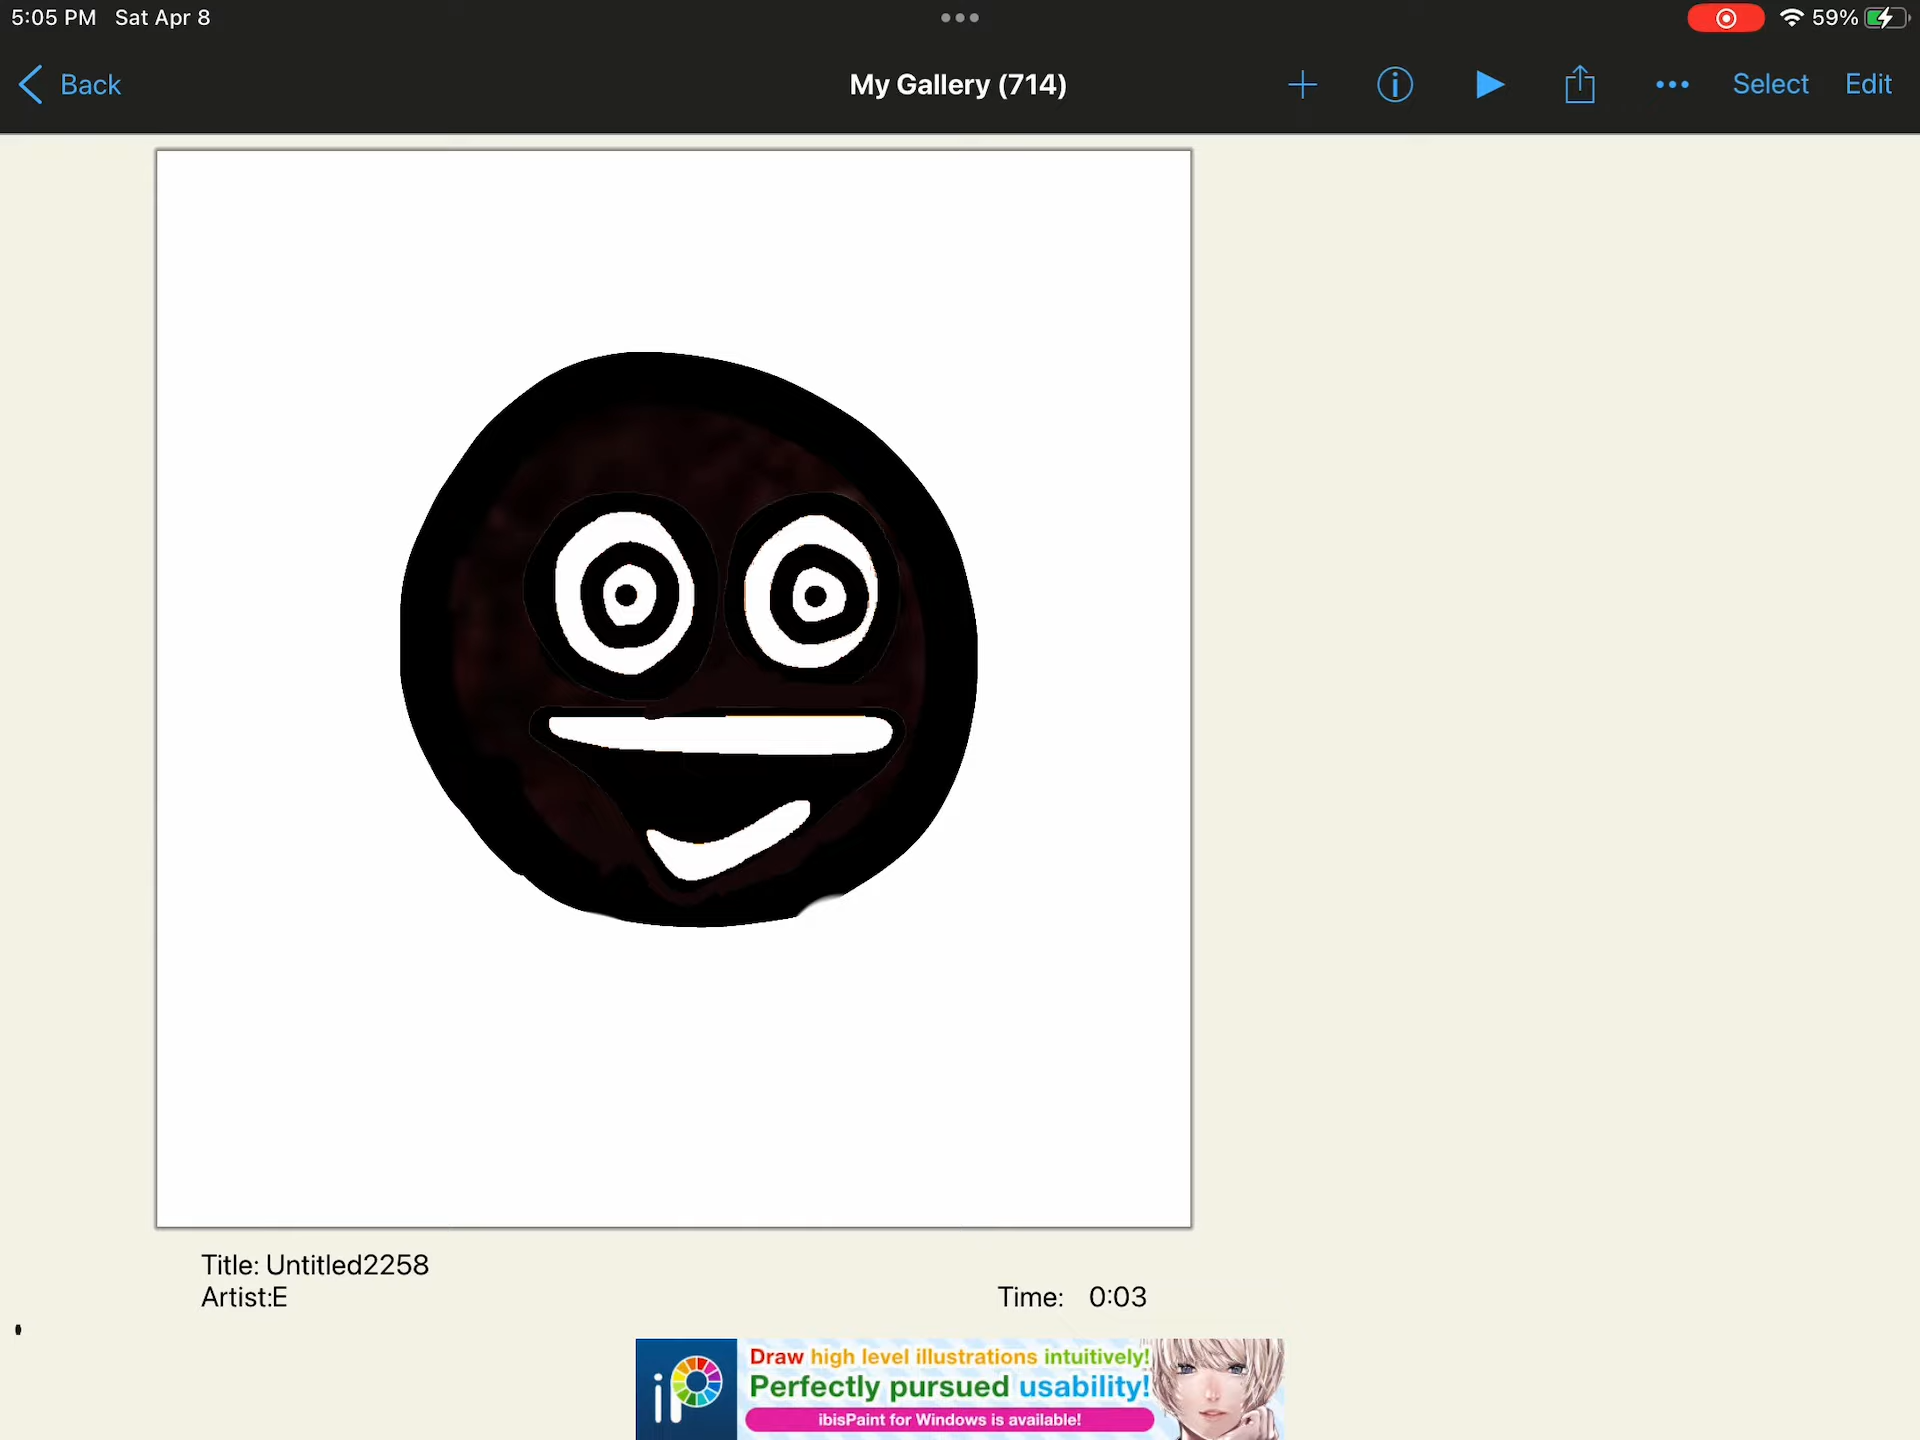 5:05 PM Sat Apr 8
59%
Back
My Gallery (714)
Select
Edit
Title: Untitled2258
Artist:E
Time: 0:03
iP
Draw high level illustrations intuitively!
Perfectly pursued usability!
ibisPaint for Windows is available!